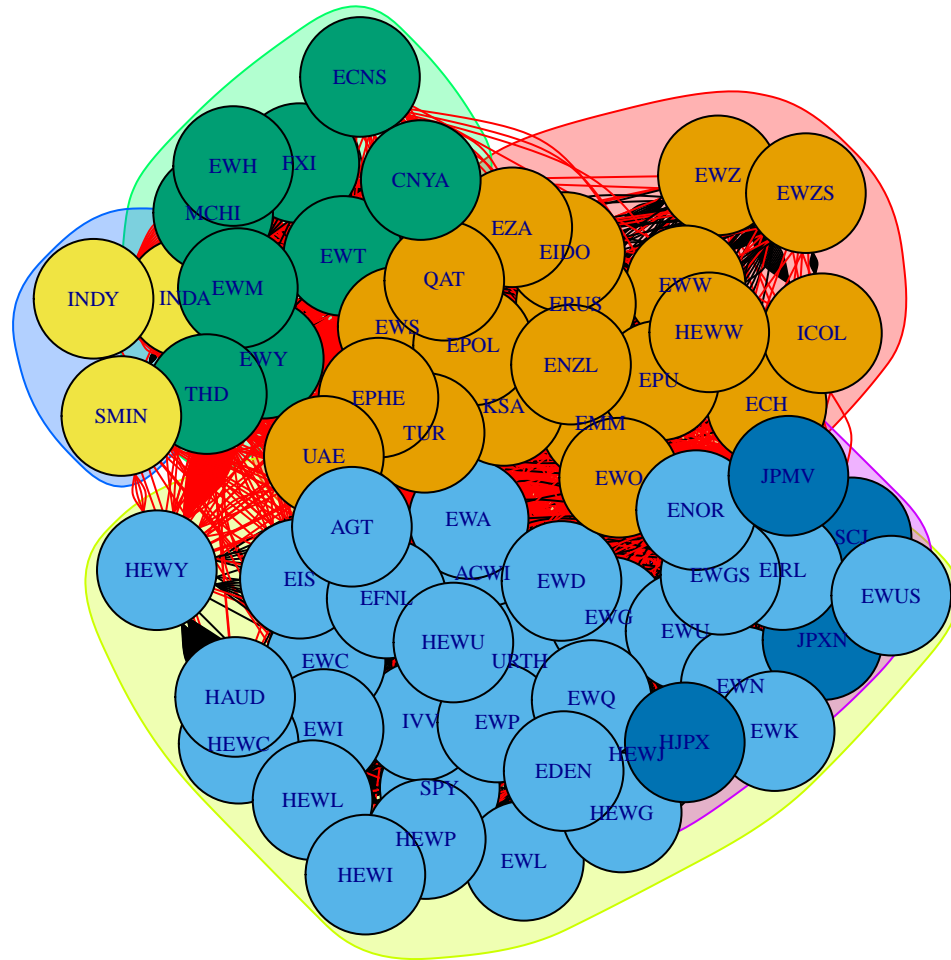 ECNS
EWH
FXI
CNYA
EWZ
EWZS
MCHI
EZA
EIDO
EWT
QAT
INDY
INDA
EWM
EWW
ERUS
EWS
HEWW
ICOL
EPOL
EWY
ENZL
EPU
THD
EPHE
KSA
ECH
SMIN
TUR
EMM
UAE
EWO
JPMV
AGT
EWA
ENOR
SCJ
HEWY
EIS
ACWI
EWD
EWGS
EIRL
EFNL
EWUS
EWG
EWU
HEWU
JPXN
EWC
URTH
EWN
HAUD
EWQ
EWI
IVV
EWP
EWK
HEWC
HJPX
HEWJ
EDEN
SPY
HEWL
HEWG
HEWP
EWL
HEWI